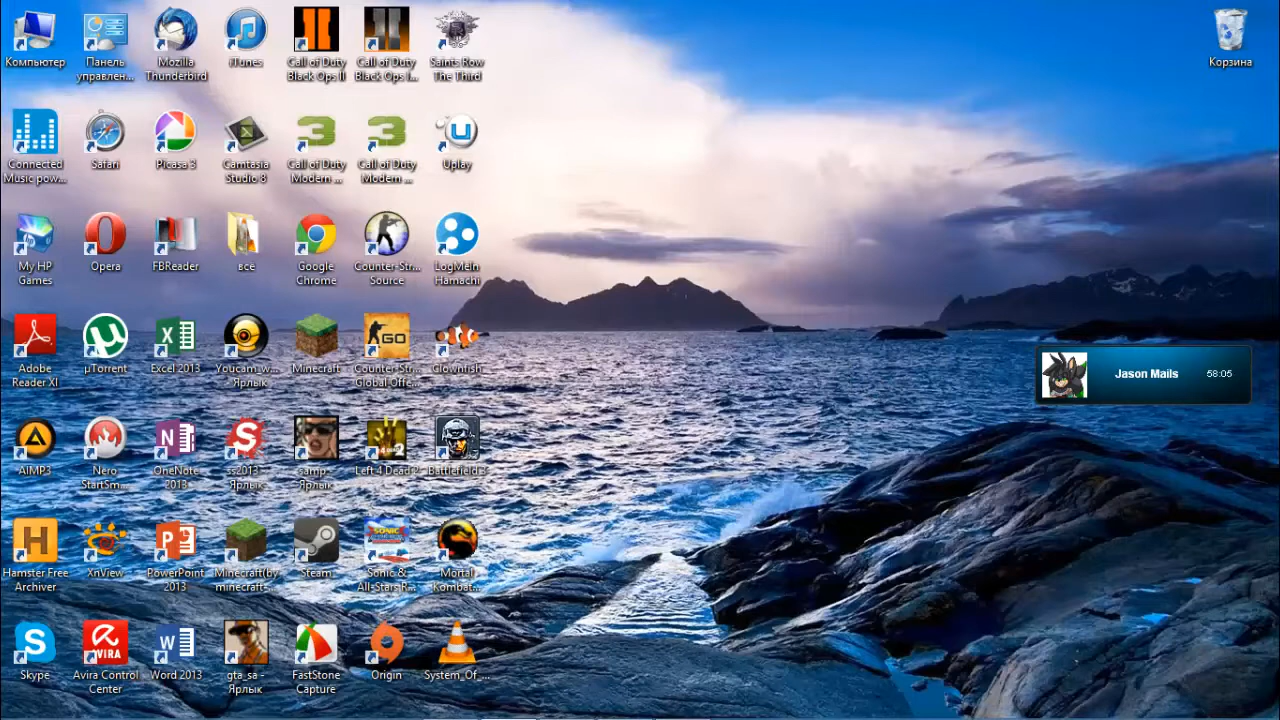 Компьютер
Панель
управлен...
Mozilla
Thunderbird
iTunes
Call of Duty
Black Ops II
Call of Duty
Black Ops I...
Saints Row
The Third
Корзина
Connected
Music pow...
Safari
Picasa 3
Camtasia
Studio 8
Call of Duty
Modern ...
Call of Duty
Modern ...
Uplay
My HP
Games
Opera
FBReader
все
Google
Chrome
Counter-Str...
Source
LogMeIn
Hamachi
Adobe
Reader XI
µTorrent
Excel 2013
Youcam_w...
- Ярлык
Minecraft
GO
Counter-Str...
Global Offe...
Clownfish
Jason Mails
58:05
AIMP3
Nero
StartSm...
OneNote
2013
ss2013 -
Ярлык
samp -
Ярлык
Left 4 Dead 2
Battlefield 3
Hamster Free
Archiver
XnView
PowerPoint
2013
Minecraft(by
minecraft-...
Steam
Sonic &
All-Stars R...
Mortal
Kombat...
Skype
AVIRA
Avira Control
Center
Word 2013
gta_sa -
Ярлык
FastStone
Capture
Origin
System_Of_...